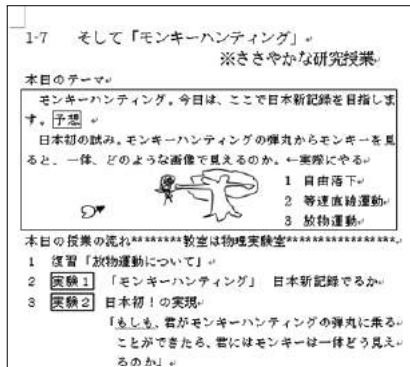 1-7　そして「モンキーハンティング」
※ささやかな研究授業
本日のテーマ
モンキーハンティング。今日は、ここで日本新記録を目指しま
す。予想
日本初の試み。モンキーハンティングの弾丸からモンキーを見
ると、一体、どのような画像で見えるのか。←実際にやる
1 自由落下
2 等速直線運動
3 放物運動
本日の授業の流れ********教室は物理実験室*****************
1 復習「放物運動について」
2 実験1 「モンキーハンティング」 日本新記録でるか
3 実験2 日本初！の実現
「もしも、君がモンキーハンティングの弾丸に乗る
ことができたら、君にはモンキーは一体どう見え
るのか」